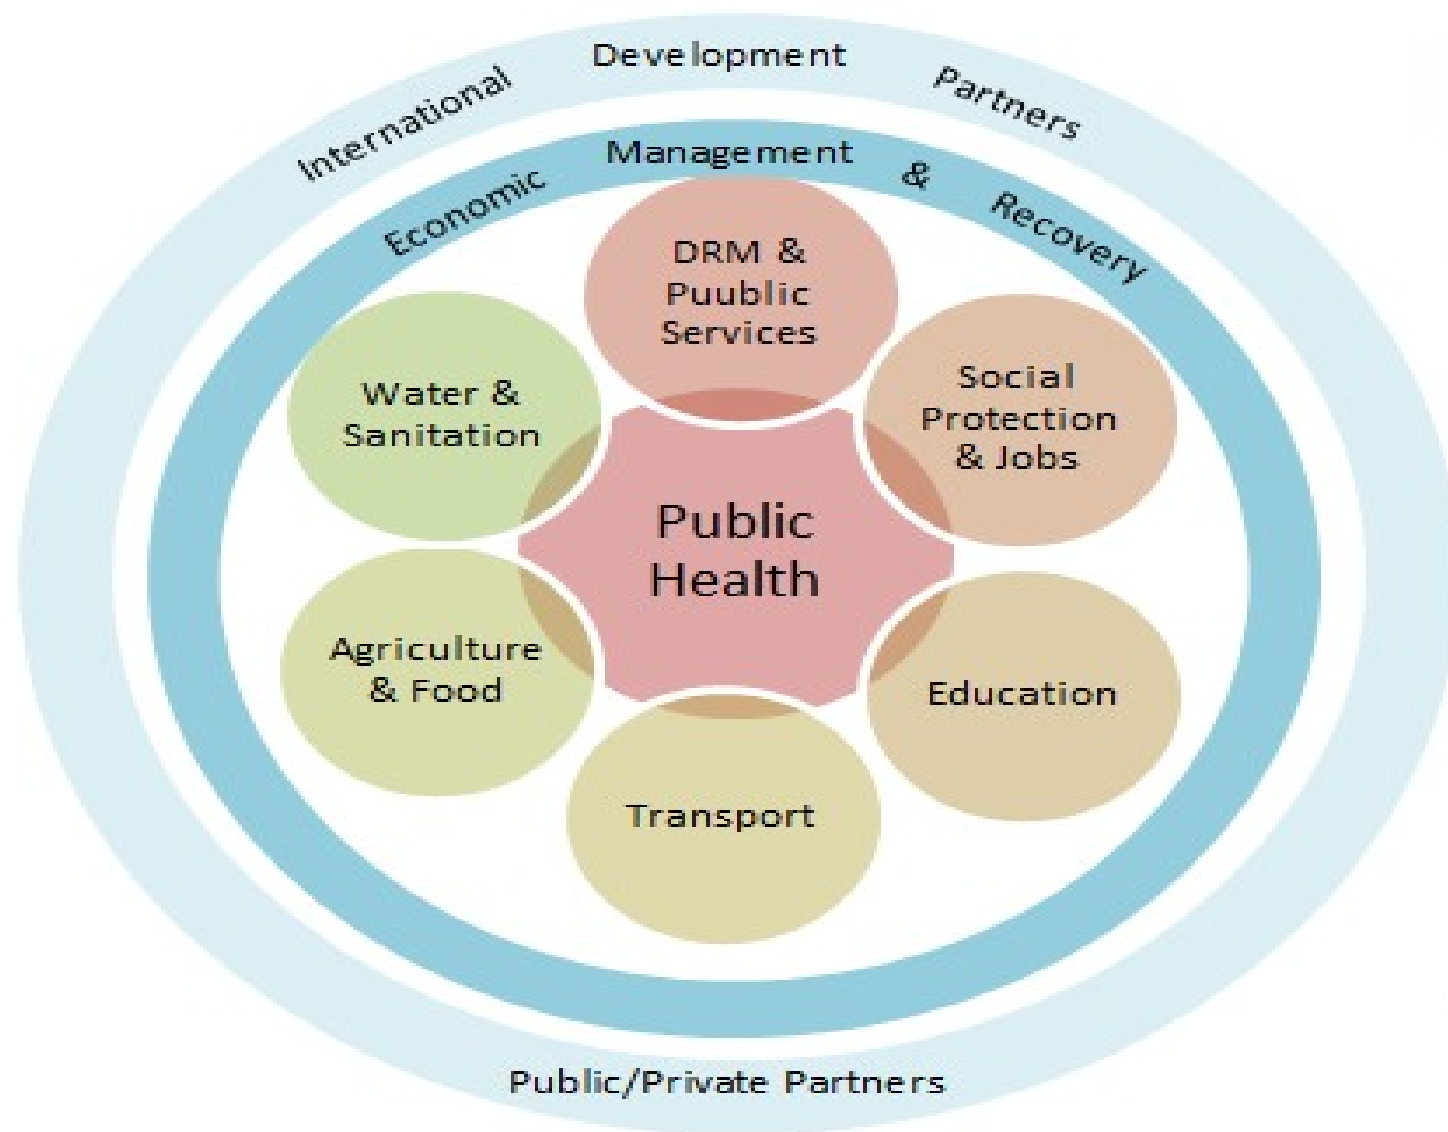 International Development Partners
Economic Management & Recovery
DRM &
Puublic
Services
Water &
Sanitation
Social
Protection
& Jobs
Public
Health
Agriculture
& Food
Education
Transport
Public/Private Partners